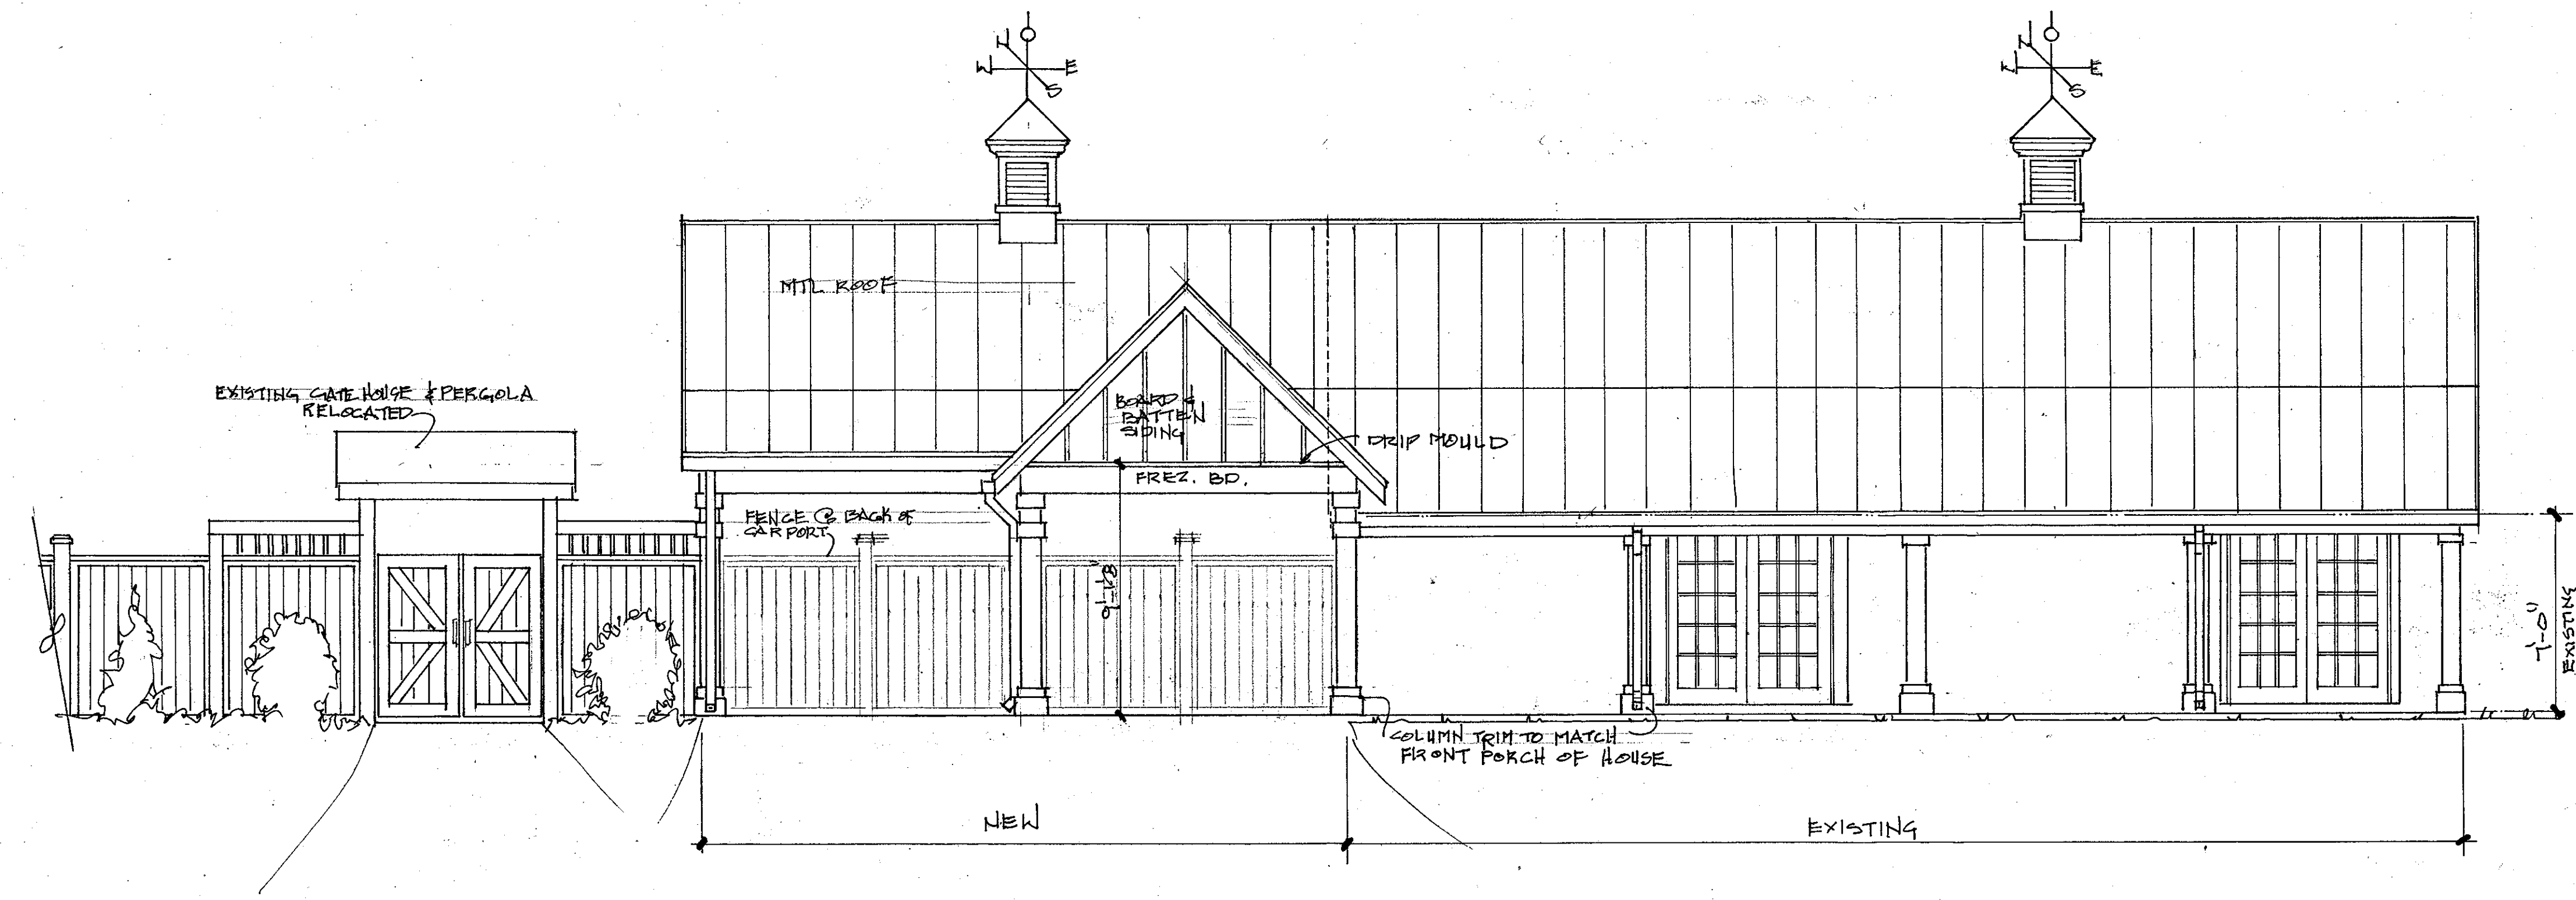 N
W E
S
N
E
S
MTL ROOF
EXISTING GATE HOUSE & PERGOLA
RELOCATED
BOARD &
BATTEN
SIDING
DRIP MOULD
FREZ. BD.
FENCE @ BACK OF
CARPORT
EXISTING
COLUMN TRIM TO MATCH
FRONT PORCH OF HOUSE
NEW
EXISTING